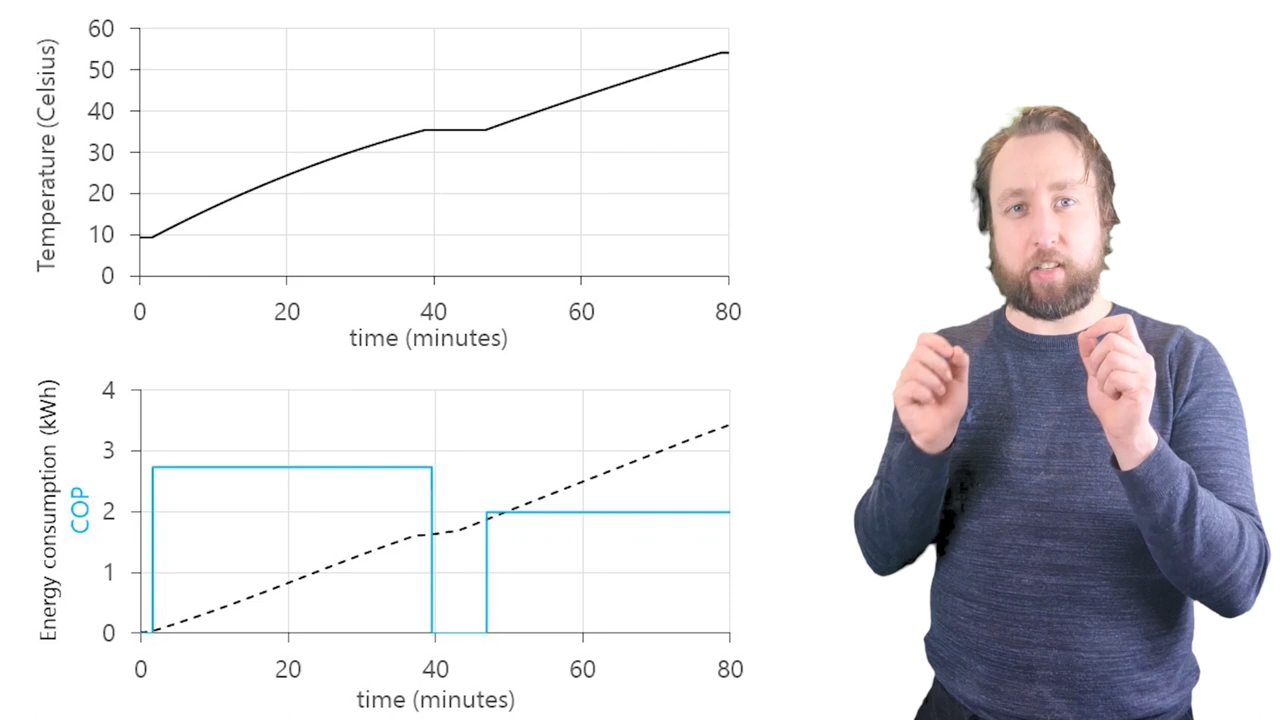 60
50
40
30
20
10
0
Temperature (Celsius)
0 20 40 60 80
time (minutes)
4
3
2
1
0
Energy consumption (kWh)
COP
0 20 40 60 80
time (minutes)